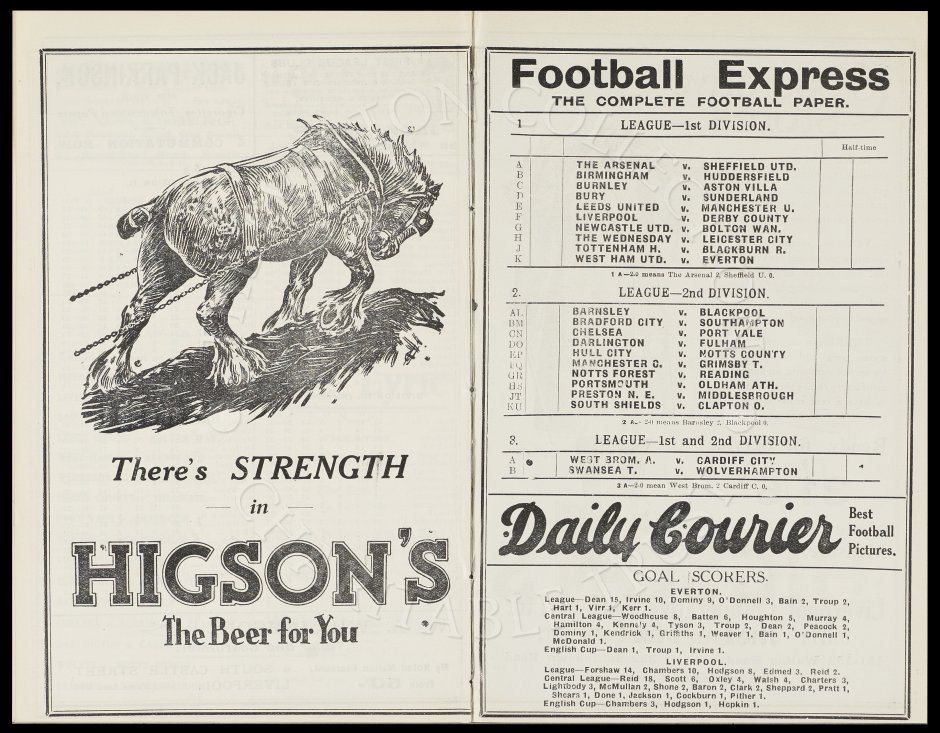 There's STRENGTH
in
HIGSON'S
The Beer for You
Football Express
THE COMPLETE FOOTBALL PAPER.
1 LEAGUE—1st DIVISION.
Half-time
A THE ARSENAL v. SHEFFIELD UTD.
B BIRMINGHAM v. HUDDERSFIELD
C BURNLEY v. ASTON VILLA
D BURY v. SUNDERLAND
E LEEDS UNITED v. MANCHESTER U.
F LIVERPOOL v. DERBY COUNTY
G NEWCASTLE UTD. v. BOLTON WAN.
H THE WEDNESDAY v. LEICESTER CITY
J TOTTENHAM H. v. BLACKBURN R.
K WEST HAM UTD. v. EVERTON
1 A—2-0 means The Arsenal 2, Sheffield U. 0.
2. LEAGUE—2nd DIVISION.
AL BARNSLEY v. BLACKPOOL
BM BRADFORD CITY v. SOUTHAMPTON
CN CHELSEA v. PORT VALE
DO DARLINGTON v. FULHAM
EP HULL CITY v. NOTTS COUNTY
FQ MANCHESTER C. v. GRIMSBY T.
GR NOTTS FOREST v. READING
HS PORTSMOUTH v. OLDHAM ATH.
JT PRESTON N. E. v. MIDDLESBROUGH
KU SOUTH SHIELDS v. CLAPTON O.
2 A.- 2-0 means Barnsley 2, Blackpool 0.
3. LEAGUE—1st and 2nd DIVISION.
A WEST BROM. A. v. CARDIFF CITY
B SWANSEA T. v. WOLVERHAMPTON
3 A—2-0 mean West Brom. 2 Cardiff C. 0.
Daily Courier
Best
Football
Pictures.
GOAL SCORERS.
EVERTON.
League—Dean 15, Irvine 10, Dominy 9, O'Donnell 3, Bain 2, Troup 2,
Hart 1, Virr 1, Kerr 1.
Central League—Woodhouse 8, Batten 6, Houghton 5, Murray 4,
Hamilton 4, Kennedy 4, Tyson 3, Troup 2, Dean 2, Peacock 2,
Dominy 1, Kendrick 1, Griffiths 1, Weaver 1, Bain 1, O'Donnell 1,
McDonald 1.
English Cup—Dean 1, Troup 1, Irvine 1.
LIVERPOOL.
League—Forshaw 14, Chambers 10, Hodgson 8, Edmed 3, Reid 2.
Central League—Reid 18, Scott 6, Oxley 4, Walsh 4, Charters 3,
Lightbody 3, McMullan 2, Shone 2, Baron 2, Clark 2, Sheppard 2, Pratt 1,
Shears 1, Done 1, Jackson 1, Cockburn 1, Pither 1.
English Cup—Chambers 3, Hodgson 1, Hopkin 1.